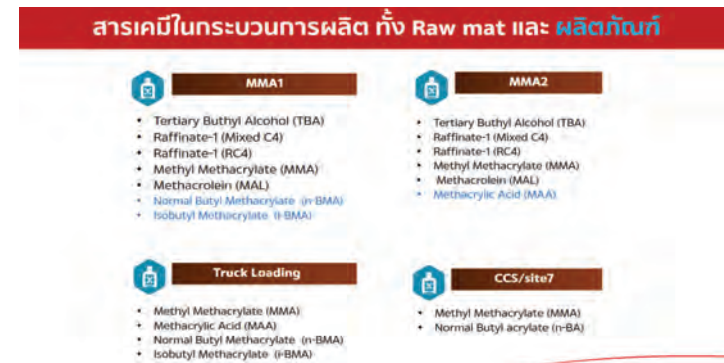 สารเคมีในกระบวนการผลิต ทั้ง Raw mat และ ผลิตภัณฑ์
MMA1
• Tertiary Buthyl Alcohol (TBA)
• Raffinate-1 (Mixed C4)
• Raffinate-1 (RC4)
• Methyl Methacrylate (MMA)
• Methacrolein (MAL)
• Normal Butyl Methacrylate (n-BMA)
• Isobutyl Methacrylate (i-BMA)
MMA2
• Tertiary Buthyl Alcohol (TBA)
• Raffinate-1 (Mixed C4)
• Raffinate-1 (RC4)
• Methyl Methacrylate (MMA)
• Methacrolein (MAL)
• Methacrylic Acid (MAA)
Truck Loading
• Methyl Methacrylate (MMA)
• Methacrylic Acid (MAA)
• Normal Butyl Methacrylate (n-BMA)
• Isobutyl Methacrylate (i-BMA)
CCS/site7
• Methyl Methacrylate (MMA)
• Normal Butyl acrylate (n-BA)